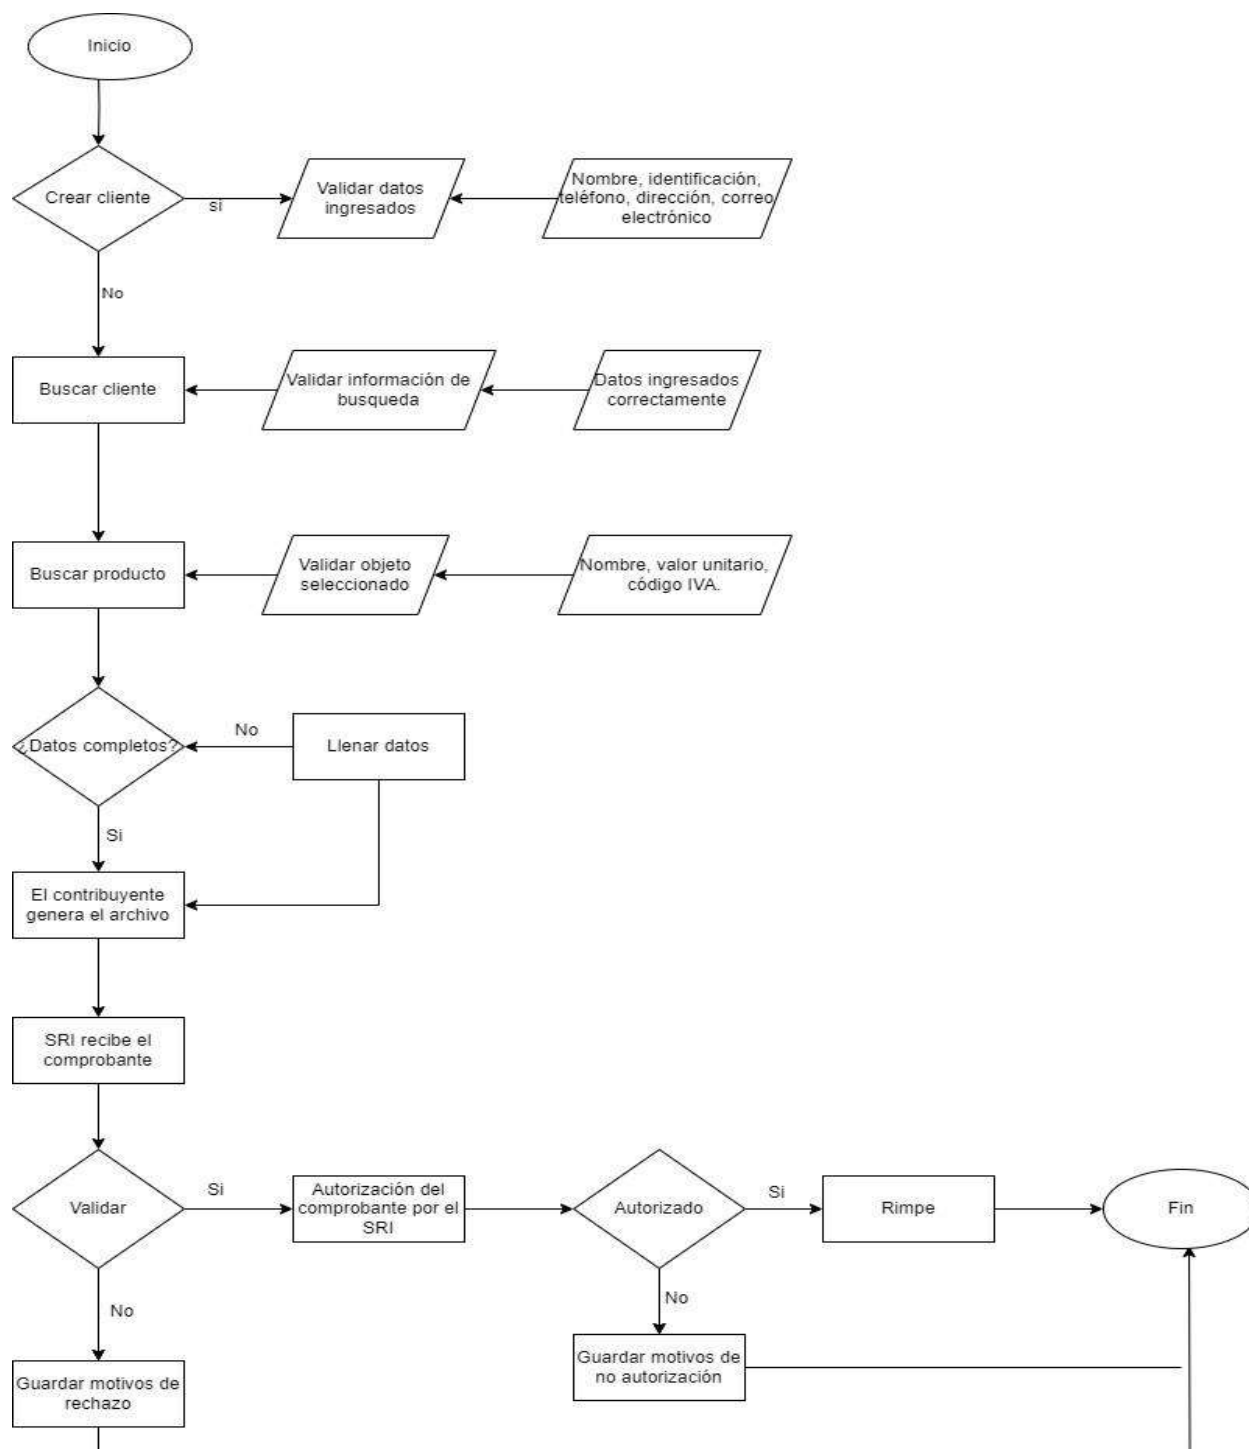 Inicio
Crear cliente
si
Validar datos
ingresados
Nombre, identificación,
teléfono, dirección, correo
electrónico
No
Buscar cliente
Validar información de
busqueda
Datos ingresados
correctamente
Buscar producto
Validar objeto
seleccionado
Nombre, valor unitario,
código IVA.
¿Datos completos?
No
Llenar datos
Si
El contribuyente
genera el archivo
SRI recibe el
comprobante
Validar
Si
Autorización del
comprobante por el
SRI
Autorizado
Si
Rimpe
Fin
No
No
Guardar motivos de
rechazo
Guardar motivos de
no autorización